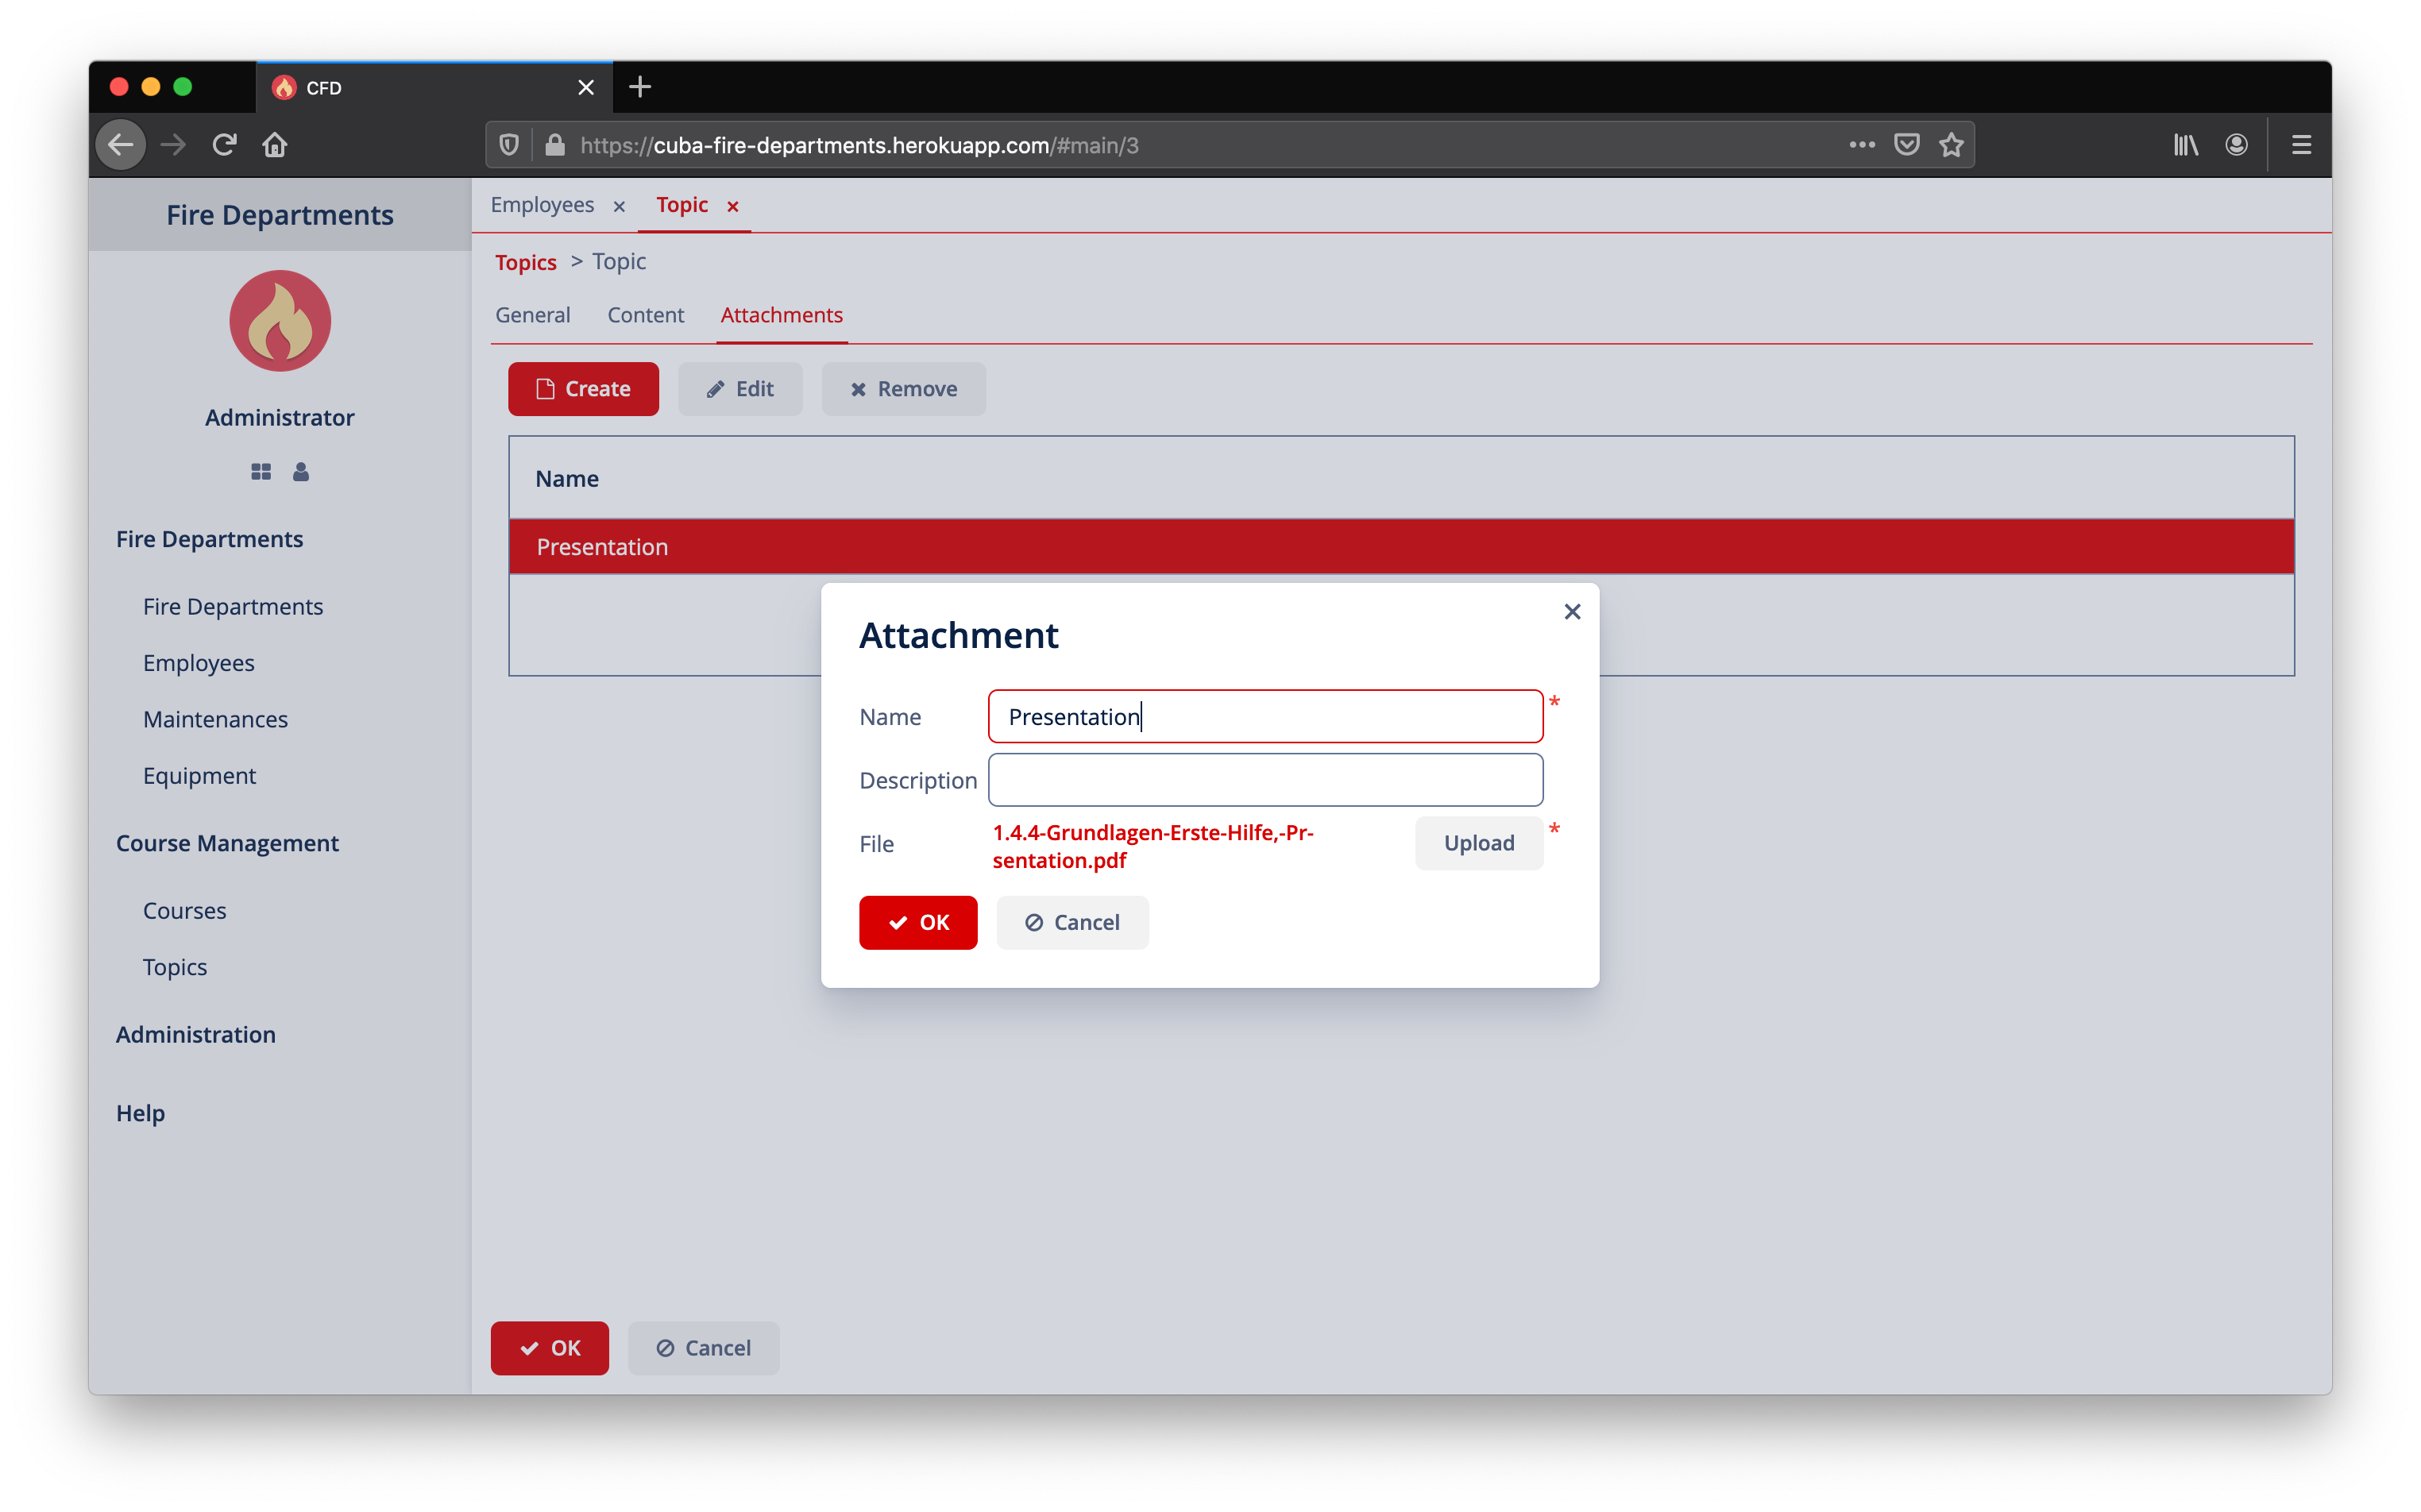 CFD
https://cuba-fire-departments.herokuapp.com/#main/3
Fire Departments
Administrator
Fire Departments
Fire Departments
Employees
Maintenances
Equipment
Course Management
Courses
Topics
Administration
Help
Employees Topic
Topics > Topic
General Content Attachments
Create Edit Remove
Name
Presentation
Attachment
Name Presentation *
Description
File 1.4.4-Grundlagen-Erste-Hilfe,-Pr-
sentation.pdf Upload *
OK Cancel
OK Cancel